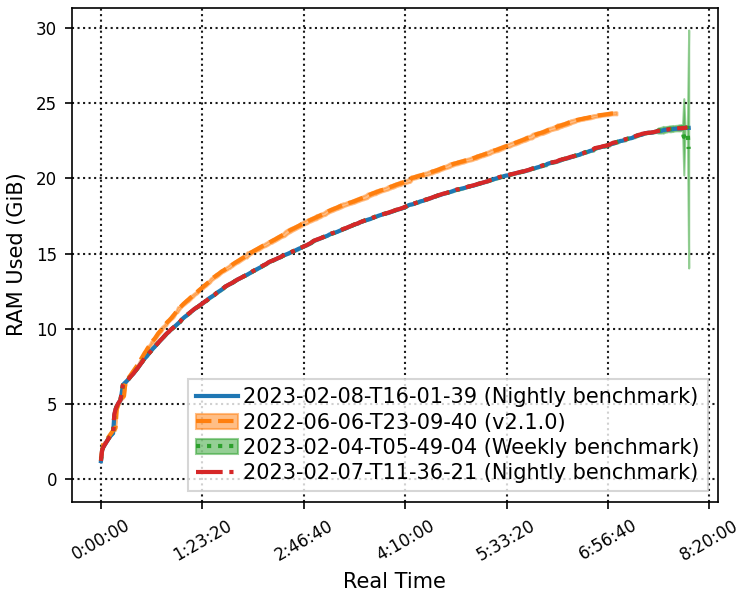 30
25
20
15
10
5
0
RAM Used (GiB)
2023-02-08-T16-01-39 (Nightly benchmark)
2022-06-06-T23-09-40 (v2.1.0)
2023-02-04-T05-49-04 (Weekly benchmark)
2023-02-07-T11-36-21 (Nightly benchmark)
0:00:00
1:23:20
2:46:40
4:10:00
5:33:20
6:56:40
8:20:00
Real Time